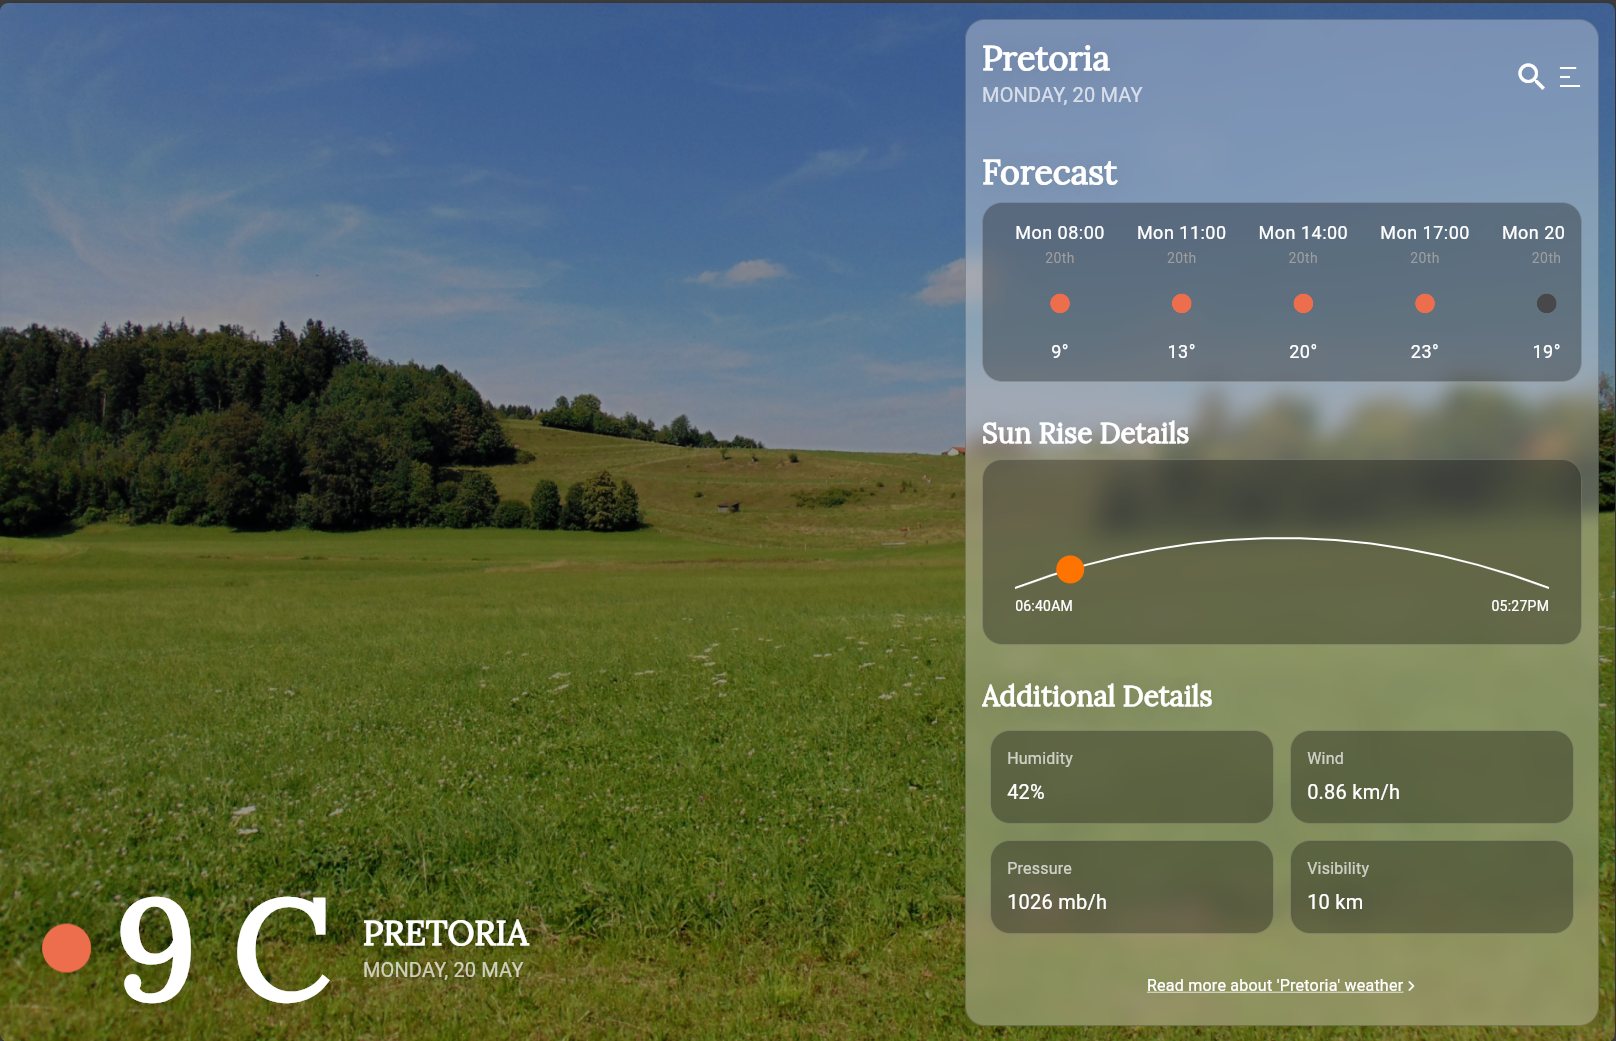 Pretoria
MONDAY, 20 MAY
Forecast
Mon 08:00 Mon 11:00 Mon 14:00 Mon 17:00 Mon 20
20th 20th 20th 20th 20th
9° 13° 20° 23° 19°
Sun Rise Details
06:40AM 05:27PM
Additional Details
Humidity Wind
42% 0.86 km/h
Pressure Visibility
1026 mb/h 10 km
Read more about 'Pretoria' weather
9 C
PRETORIA
MONDAY, 20 MAY